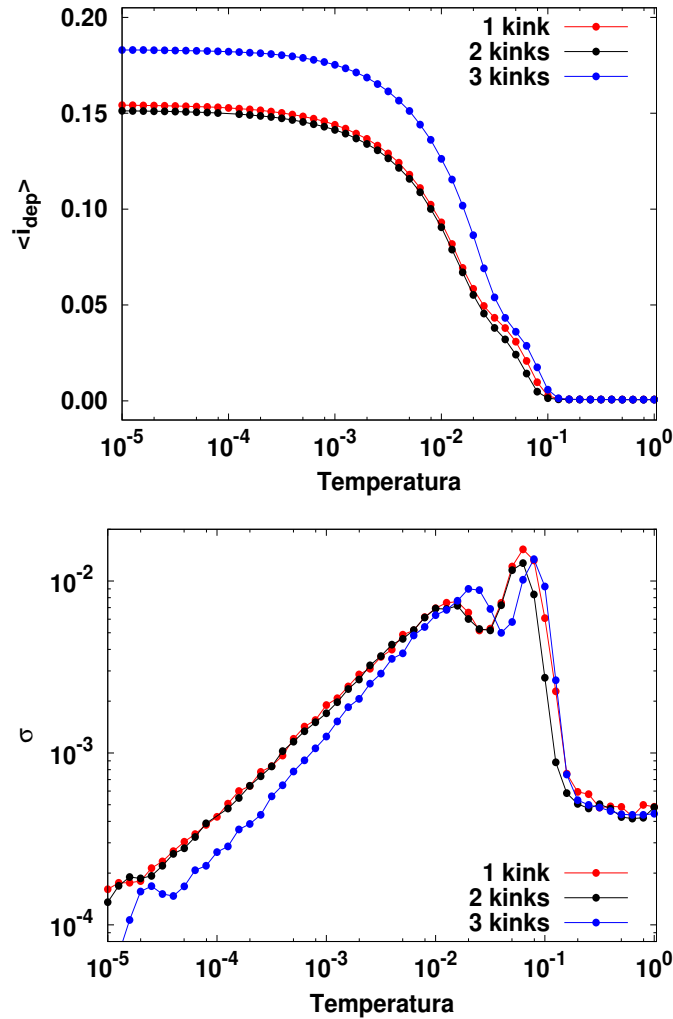 0.20
0.15
0.10
0.05
0.00
<i_dep>
1 kink
2 kinks
3 kinks
10^-5 10^-4 10^-3 10^-2 10^-1 10^0
Temperatura
10^-2
10^-3
10^-4
σ
1 kink
2 kinks
3 kinks
10^-5 10^-4 10^-3 10^-2 10^-1 10^0
Temperatura